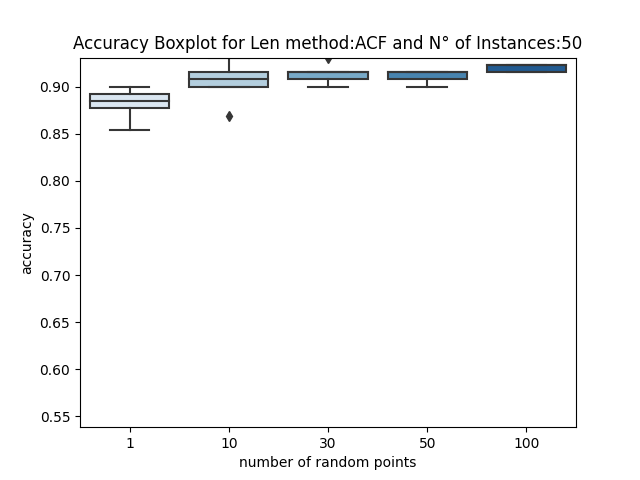 Accuracy Boxplot for Len method:ACF and N° of Instances:50
0.90
0.85
0.80
0.75
0.70
0.65
0.60
0.55
accuracy
1 10 30 50 100
number of random points